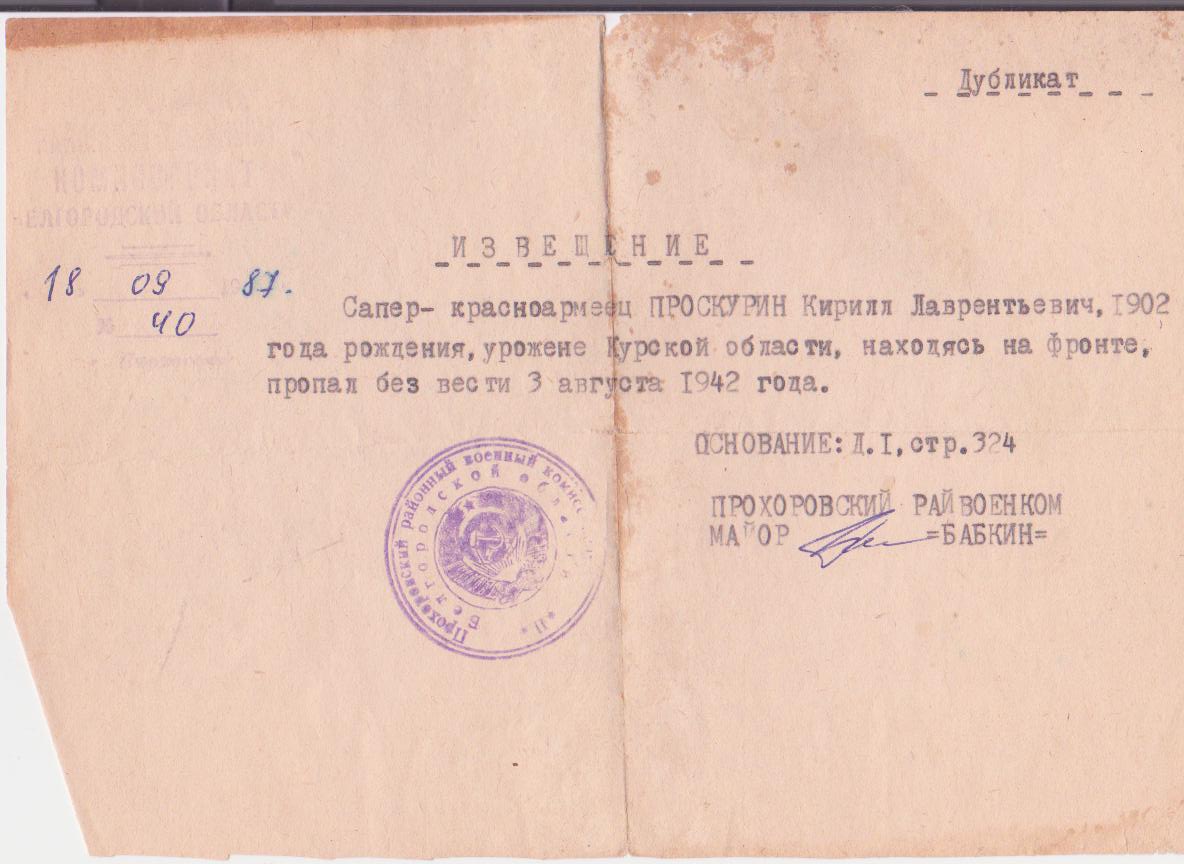 Дубликат
КОМИССАРИАТ
БЕЛГОРОДСКОЙ ОБЛАСТИ
ИЗВЕЩЕНИЕ
18 09 87.
40
Сапер- красноармеец ПРОСКУРИН Кирилл Лаврентьевич, 1902
года рождения, урожене Курской области, находясь на фронте,
пропал без вести 3 августа 1942 года.
ОСНОВАНИЕ: Д.I, стр.324
ПРОХОРОВСКИЙ РАЙВОЕНКОМ
МАЙОР =БАБКИН=
Прохоровский районный военный
Белгородской области
* II *